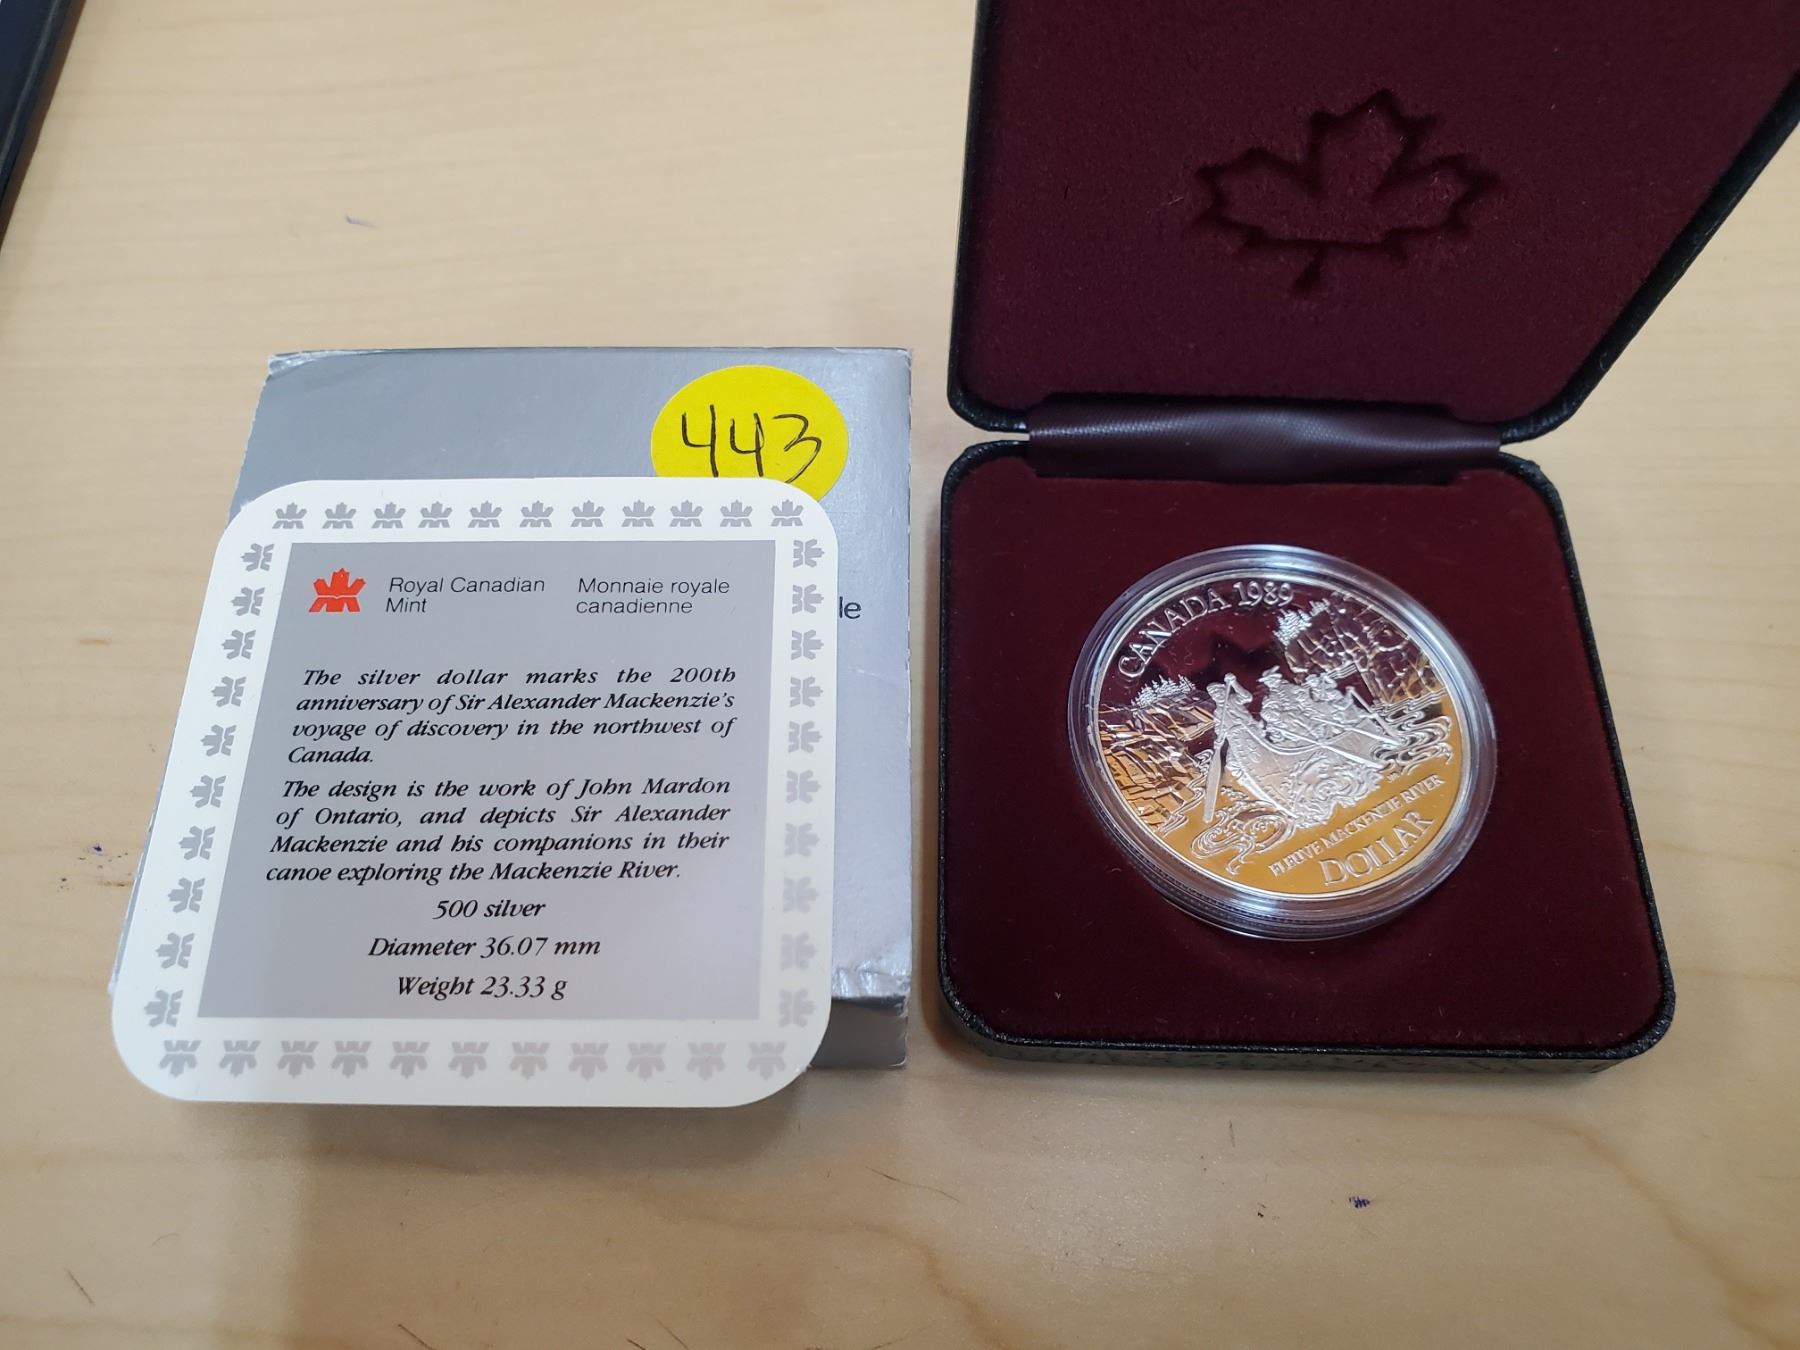 443
Royal Canadian Mint
Monnaie royale canadienne
le
The silver dollar marks the 200th
anniversary of Sir Alexander Mackenzie's
voyage of discovery in the northwest of
Canada.
The design is the work of John Mardon
of Ontario, and depicts Sir Alexander
Mackenzie and his companions in their
canoe exploring the Mackenzie River.
500 silver
Diameter 36.07 mm
Weight 23.33 g
CANADA 1989
FLEUVE MACKENZIE RIVER
DOLLAR